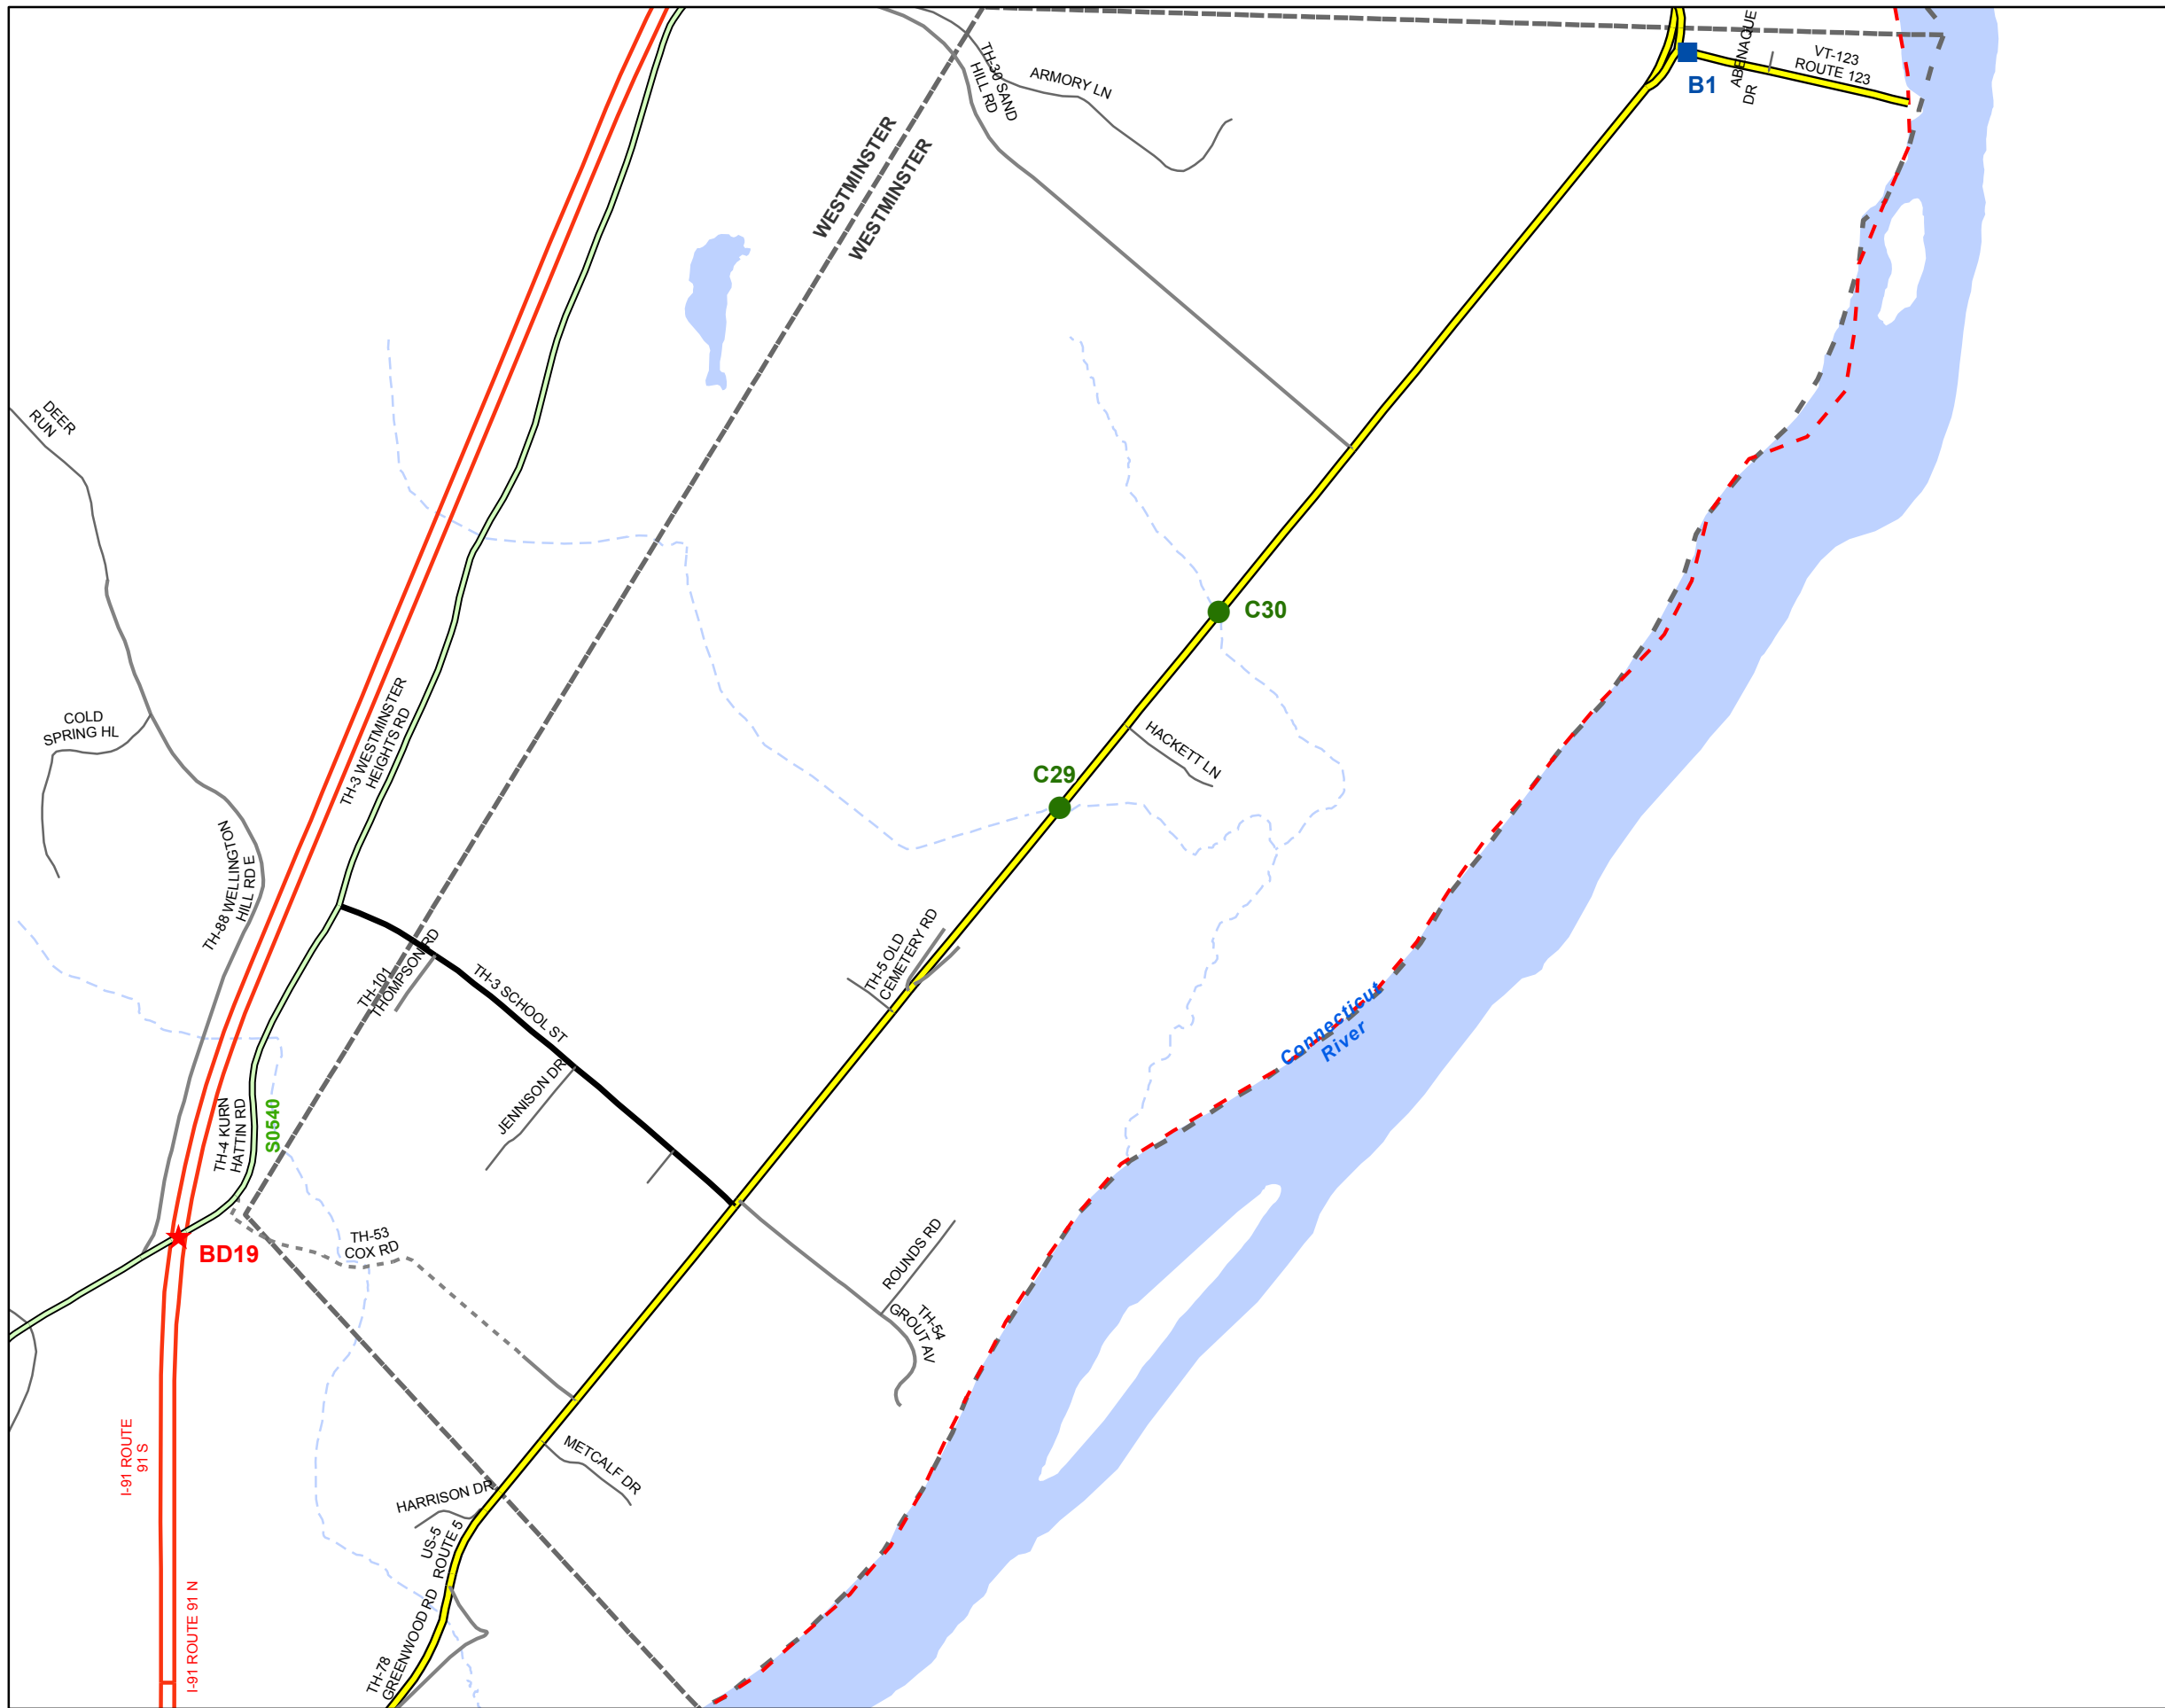 TH-30 SAND
HILL RD
ARMORY LN
ABENAQUE
DR
VT-123
ROUTE 123
B1
WESTMINSTER
WESTMINSTER
DEER
RUN
C30
COLD
SPRING HL
TH-3 WESTMINSTER
HEIGHTS RD
HACKETT LN
C29
TH-88 WELLINGTON
HILL RD E
TH-5 OLD
CEMETERY RD
TH-101
THOMPSON RD
TH-3 SCHOOL ST
Connecticut
River
JENNISON DR
TH-4 KURN
HATTIN RD
S0540
BD19
TH-53
COX RD
ROUNDS RD
TH-54
GROUT AV
I-91 ROUTE
91 S
METCALF DR
HARRISON DR
US-5
ROUTE 5
I-91 ROUTE 91 N
TH-78
GREENWOOD RD